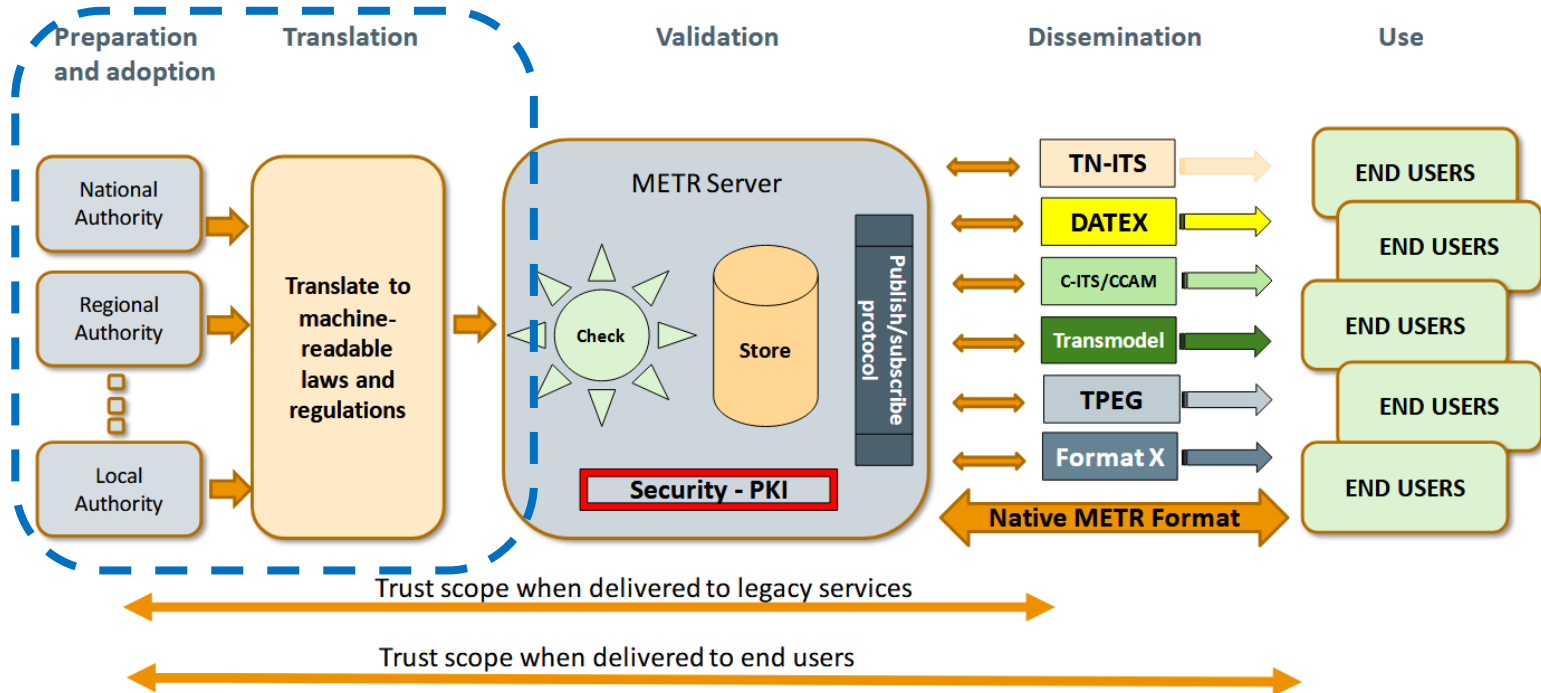 Preparation
and adoption
Translation
Validation
Dissemination
Use
National
Authority
Regional
Authority
Local
Authority
Translate to
machine-
readable
laws and
regulations
METR Server
Check
Store
Publish/subscribe
protocol
Security - PKI
TN-ITS
DATEX
C-ITS/CCAM
Transmodel
TPEG
Format X
Native METR Format
END USERS
END USERS
END USERS
END USERS
END USERS
Trust scope when delivered to legacy services
Trust scope when delivered to end users